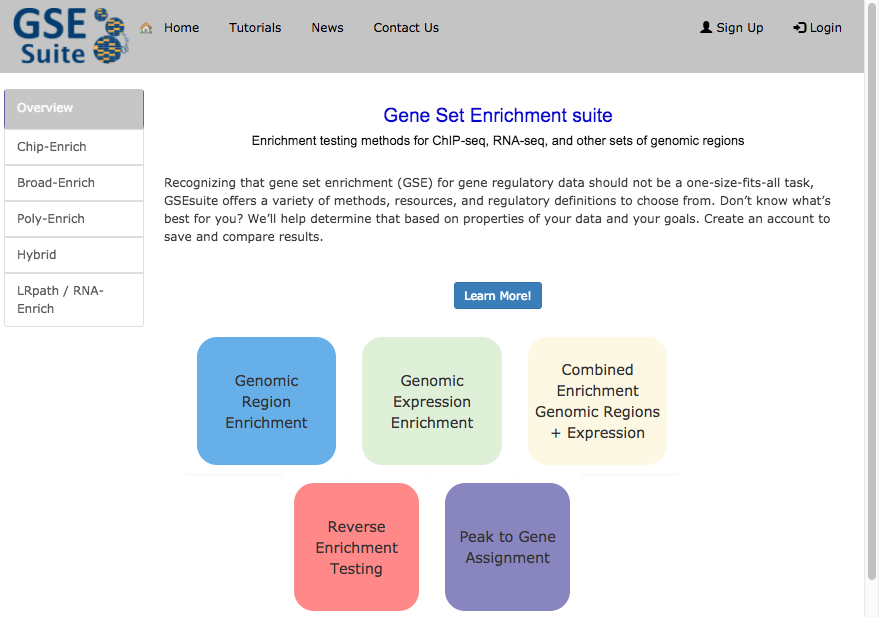 GSE
Suite
Home Tutorials News Contact Us Sign Up Login
Overview
Chip-Enrich
Broad-Enrich
Poly-Enrich
Hybrid
LRpath / RNA-
Enrich
Gene Set Enrichment suite
Enrichment testing methods for ChIP-seq, RNA-seq, and other sets of genomic regions
Recognizing that gene set enrichment (GSE) for gene regulatory data should not be a one-size-fits-all task,
GSEsuite offers a variety of methods, resources, and regulatory definitions to choose from. Don’t know what’s
best for you? We’ll help determine that based on properties of your data and your goals. Create an account to
save and compare results.
Learn More!
Genomic
Region
Enrichment
Genomic
Expression
Enrichment
Combined
Enrichment
Genomic Regions
+ Expression
Reverse
Enrichment
Testing
Peak to Gene
Assignment